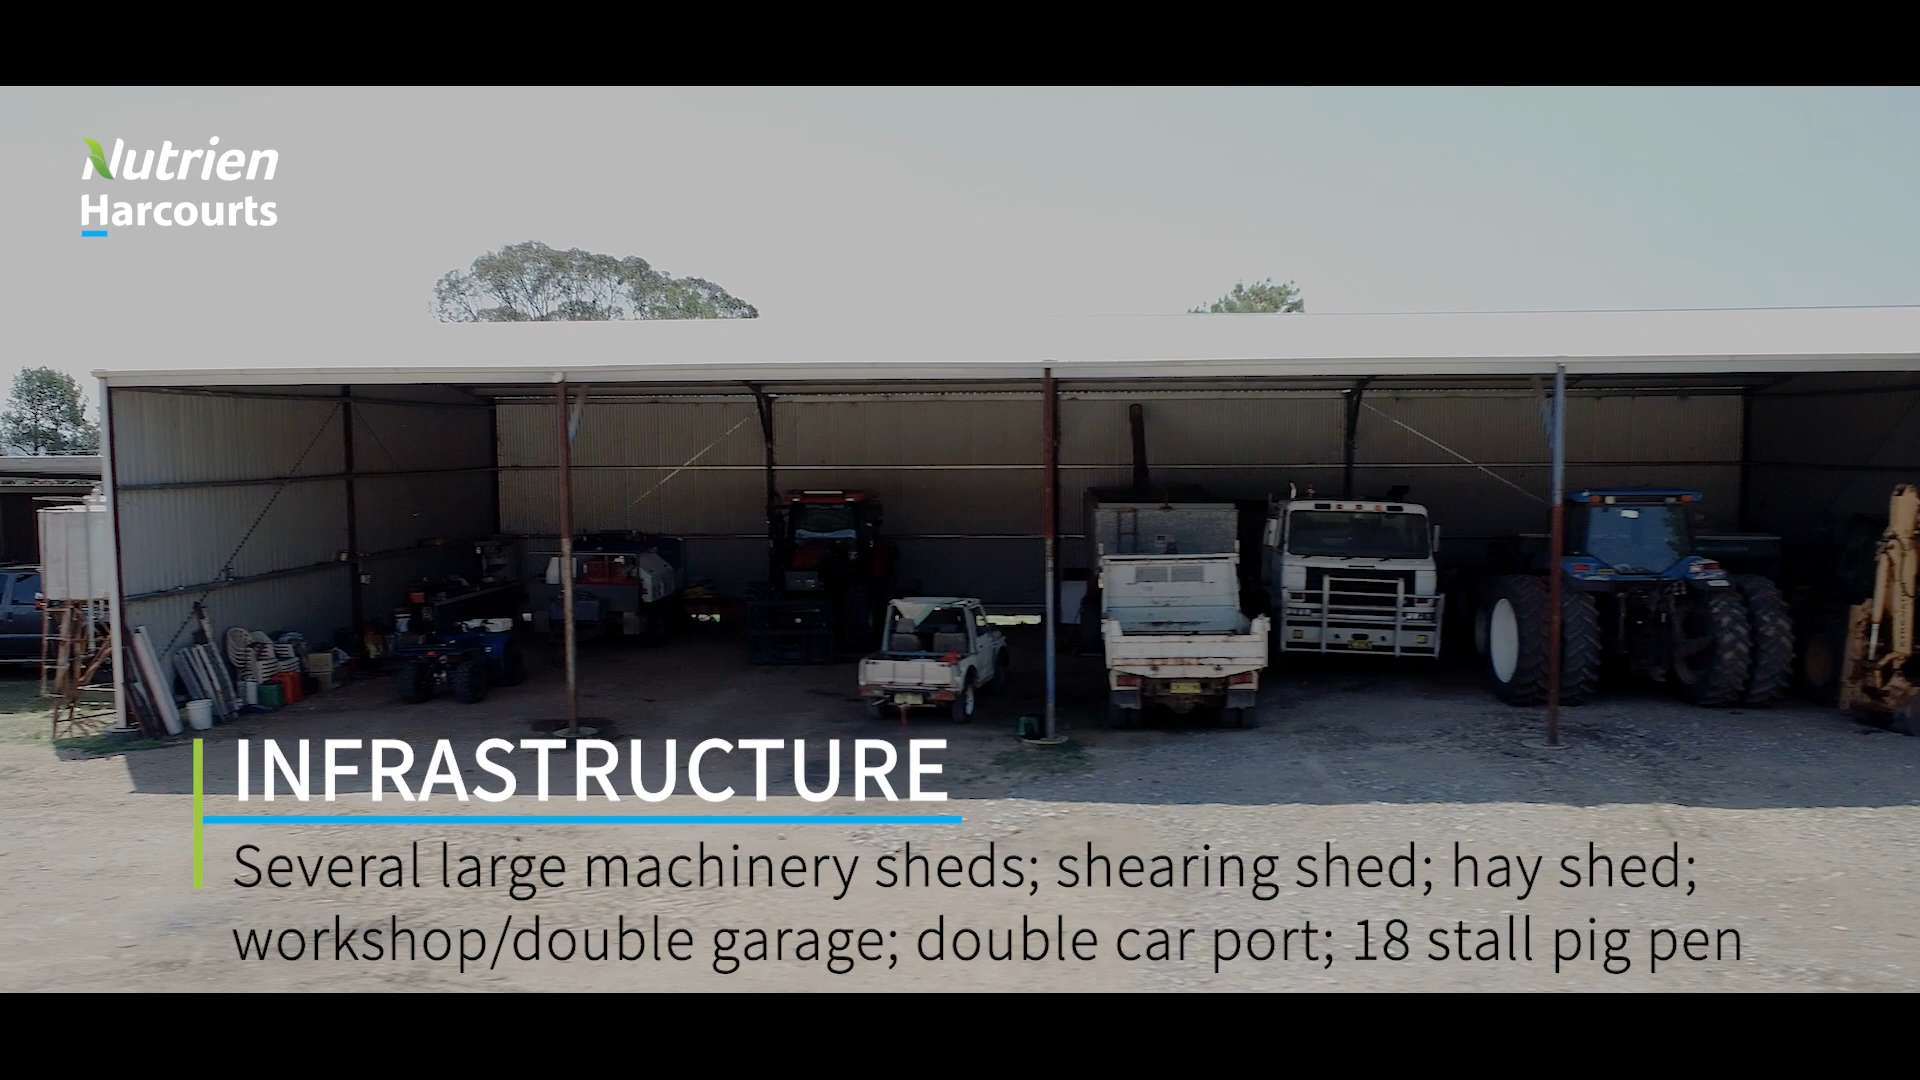 Nutrien
Harcourts
INFRASTRUCTURE
Several large machinery sheds; shearing shed; hay shed;
workshop/double garage; double car port; 18 stall pig pen